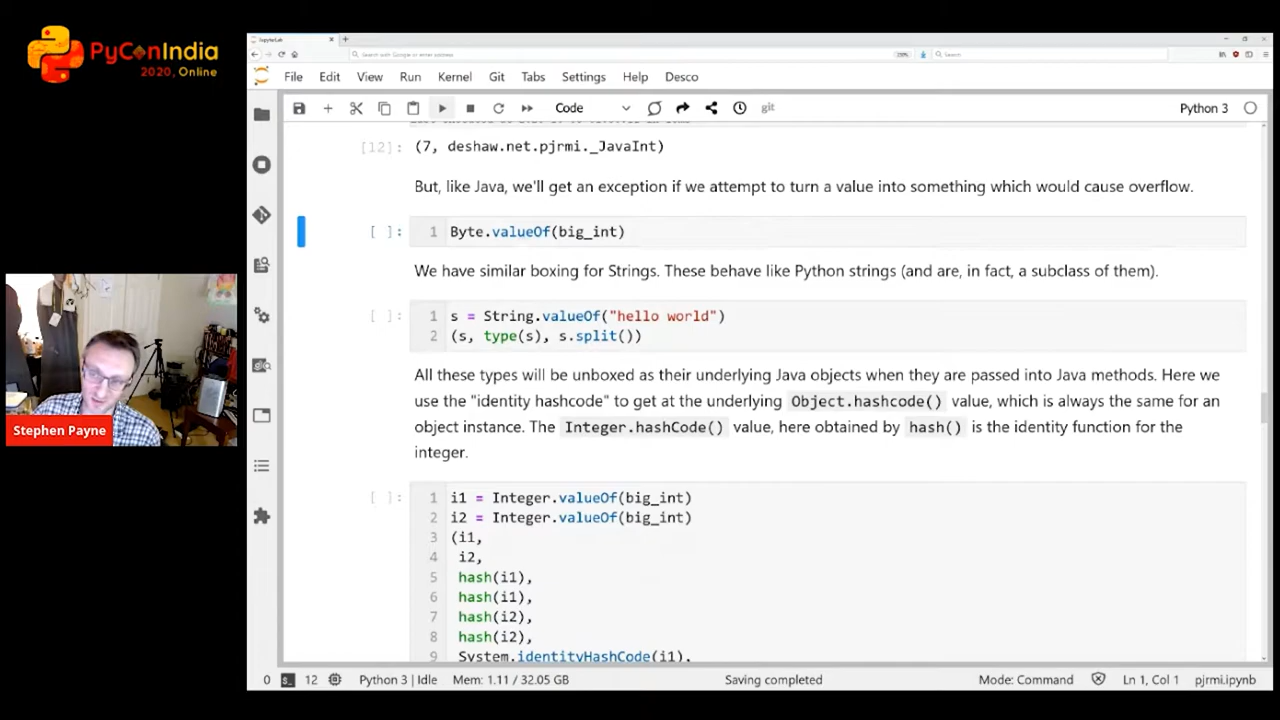 PyConIndia
2020, Online
JupyterLab
Search with Google or enter address
Search
File Edit View Run Kernel Git Tabs Settings Help Desco
Code
git
Python 3
[12]: (7, deshaw.net.pjrmi._JavaInt)
But, like Java, we'll get an exception if we attempt to turn a value into something which would cause overflow.
[ ]: 1 Byte.valueOf(big_int)
We have similar boxing for Strings. These behave like Python strings (and are, in fact, a subclass of them).
[ ]: 1 s = String.valueOf("hello world")
2 (s, type(s), s.split())
All these types will be unboxed as their underlying Java objects when they are passed into Java methods. Here we
use the "identity hashcode" to get at the underlying Object.hashcode() value, which is always the same for an
object instance. The Integer.hashCode() value, here obtained by hash() is the identity function for the
integer.
[ ]: 1 i1 = Integer.valueOf(big_int)
2 i2 = Integer.valueOf(big_int)
3 (i1,
4 i2,
5 hash(i1),
6 hash(i1),
7 hash(i2),
8 hash(i2),
9 System.identityHashCode(i1),
Stephen Payne
0 12 Python 3 | Idle Mem: 1.11 / 32.05 GB Saving completed Mode: Command Ln 1, Col 1 pjrmi.ipynb